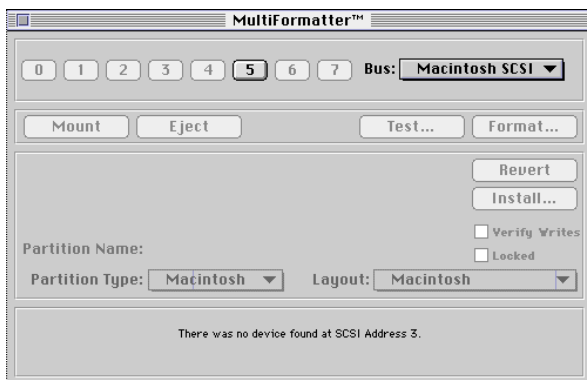 MultiFormatter™
0 1 2 3 4 5 6 7 Bus: Macintosh SCSI
Mount Eject Test... Format...
Revert
Install...
Verify Writes
Partition Name:
Locked
Partition Type: Macintosh Layout: Macintosh
There was no device found at SCSI Address 3.